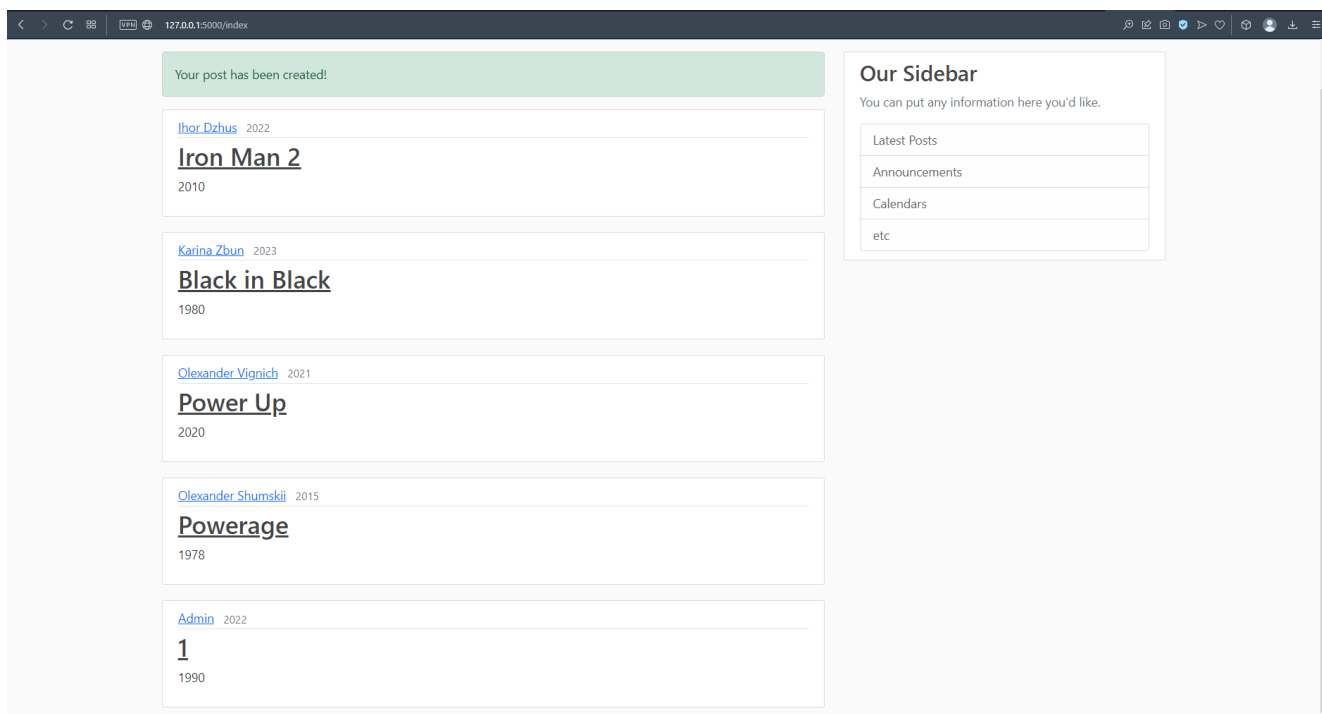 VPN 127.0.0.1:5000/index
Your post has been created!
Ihor Dzhus 2022
Iron Man 2
2010
Karina Zbun 2023
Black in Black
1980
Olexander Vignich 2021
Power Up
2020
Olexander Shumskii 2015
Powerage
1978
Admin 2022
1
1990
Our Sidebar
You can put any information here you'd like.
Latest Posts
Announcements
Calendars
etc